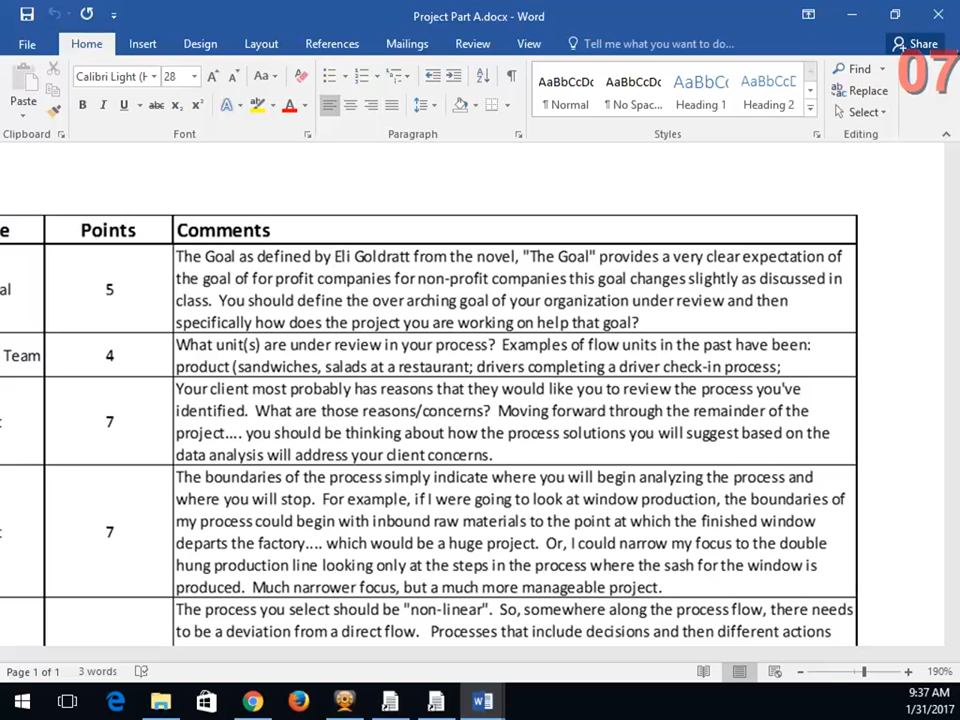 Project Part A.docx - Word
File Home Insert Design Layout References Mailings Review View Tell me what you want to do... Share
07
Paste
Calibri Light (H 28 Aa
B I U abc X₂ X² A A
AaBbCcDc AaBbCcDc AaBbCc AaBbCcD
¶ Normal ¶ No Spac... Heading 1 Heading 2
Find
Replace
Select
Clipboard Font Paragraph Styles Editing
e Points Comments
al 5
The Goal as defined by Eli Goldratt from the novel, "The Goal" provides a very clear expectation of
the goal of for profit companies for non-profit companies this goal changes slightly as discussed in
class. You should define the over arching goal of your organization under review and then
specifically how does the project you are working on help that goal?
Team 4
What unit(s) are under review in your process? Examples of flow units in the past have been:
product (sandwiches, salads at a restaurant; drivers completing a driver check-in process;
t 7
Your client most probably has reasons that they would like you to review the process you've
identified. What are those reasons/concerns? Moving forward through the remainder of the
project.... you should be thinking about how the process solutions you will suggest based on the
data analysis will address your client concerns.
t 7
The boundaries of the process simply indicate where you will begin analyzing the process and
where you will stop. For example, if I were going to look at window production, the boundaries of
my process could begin with inbound raw materials to the point at which the finished window
departs the factory.... which would be a huge project. Or, I could narrow my focus to the double
hung production line looking only at the steps in the process where the sash for the window is
produced. Much narrower focus, but a much more manageable project.
The process you select should be "non-linear". So, somewhere along the process flow, there needs
to be a deviation from a direct flow. Processes that include decisions and then different actions
Page 1 of 1 3 words 190%
9:37 AM
1/31/2017